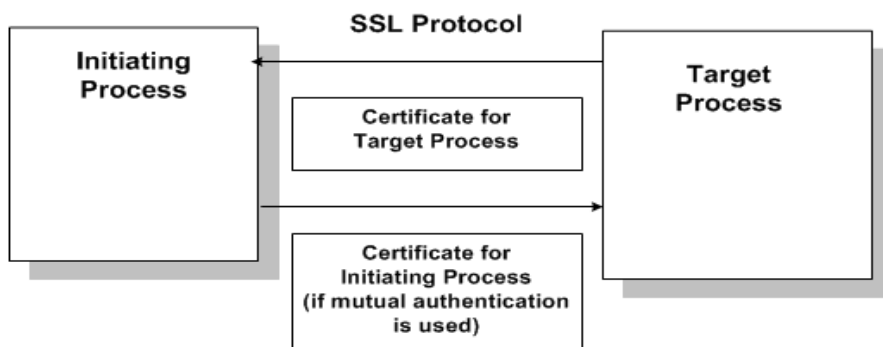 SSL Protocol
Initiating
Process
Target
Process
Certificate for
Target Process
Certificate for
Initiating Process
(if mutual authentication
is used)